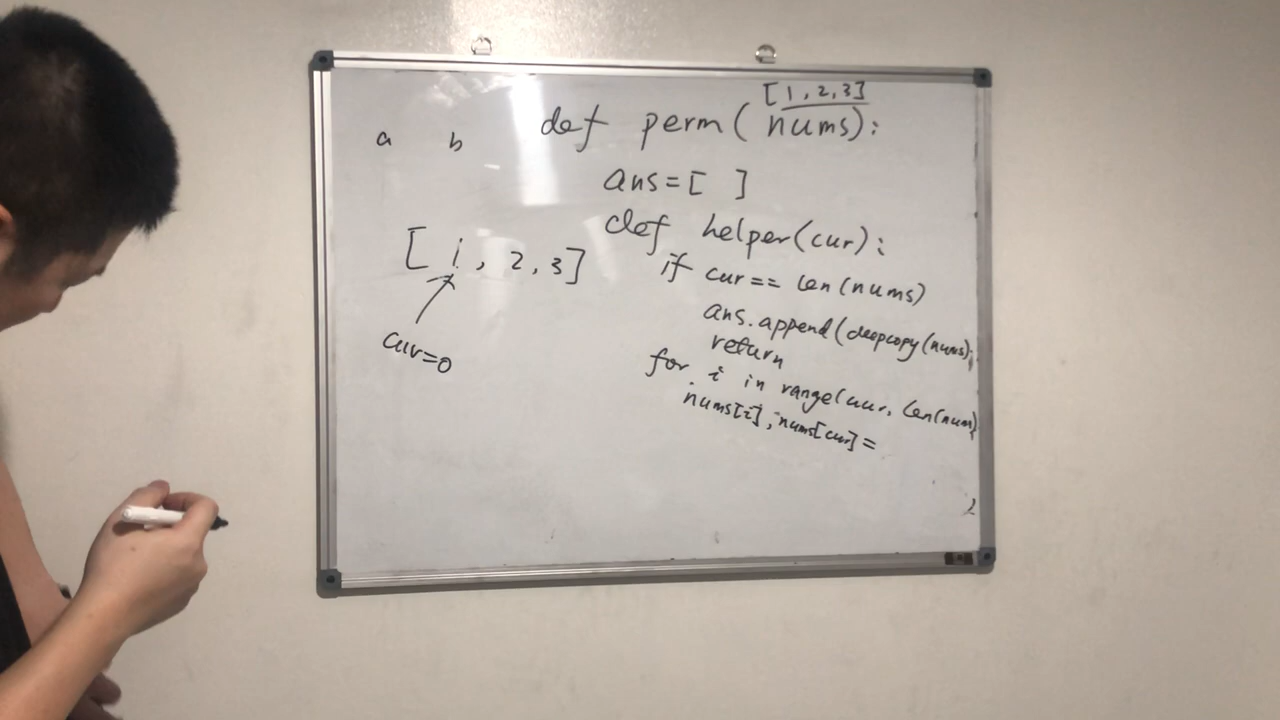 [1,2,3]
def perm(nums):
a b
ans=[ ]
def helper(cur):
[1, 2,3]
if cur== len(nums)
ans.append(deepcopy(nums);
cur=0
return
for i in range(cur, len(num)
nums[i], nums[cur]=